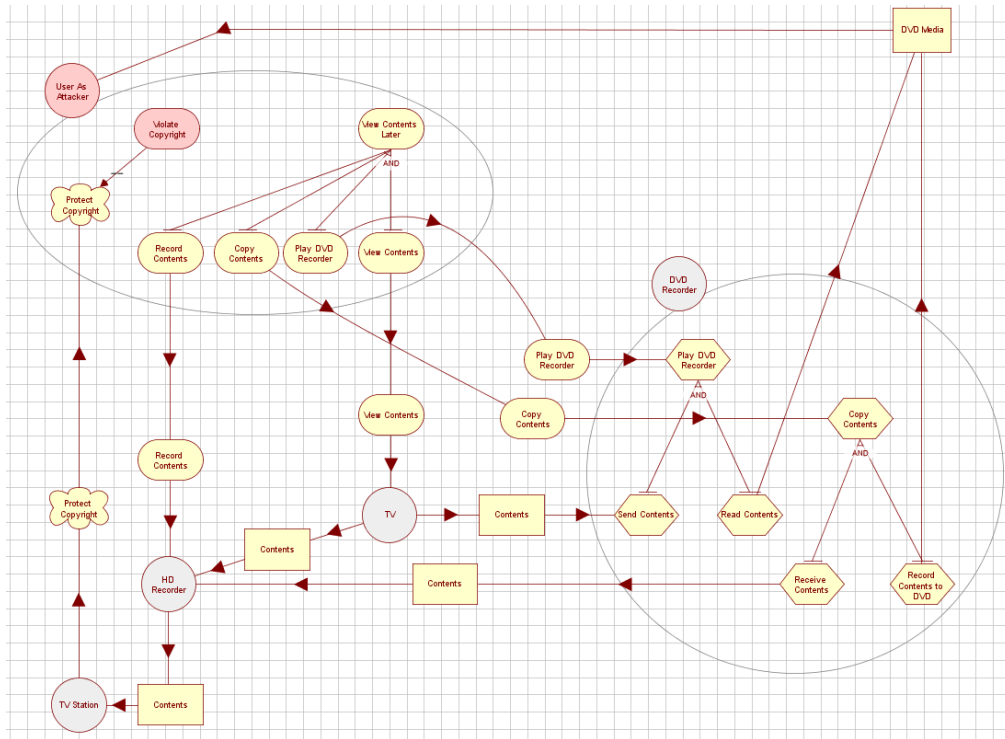 DVD Media
User As
Attacker
Violate
Copyright
View Contents
Later
AND
Protect
Copyright
Record
Contents
Copy
Contents
Play DVD
Recorder
View Contents
DVD
Recorder
Play DVD
Recorder
Play DVD
Recorder
AND
View Contents
Copy
Contents
Copy
Contents
AND
Record
Contents
Protect
Copyright
TV
Contents
Send Contents
Read Contents
Contents
HD
Recorder
Contents
Receive
Contents
Record
Contents to
DVD
TV Station
Contents